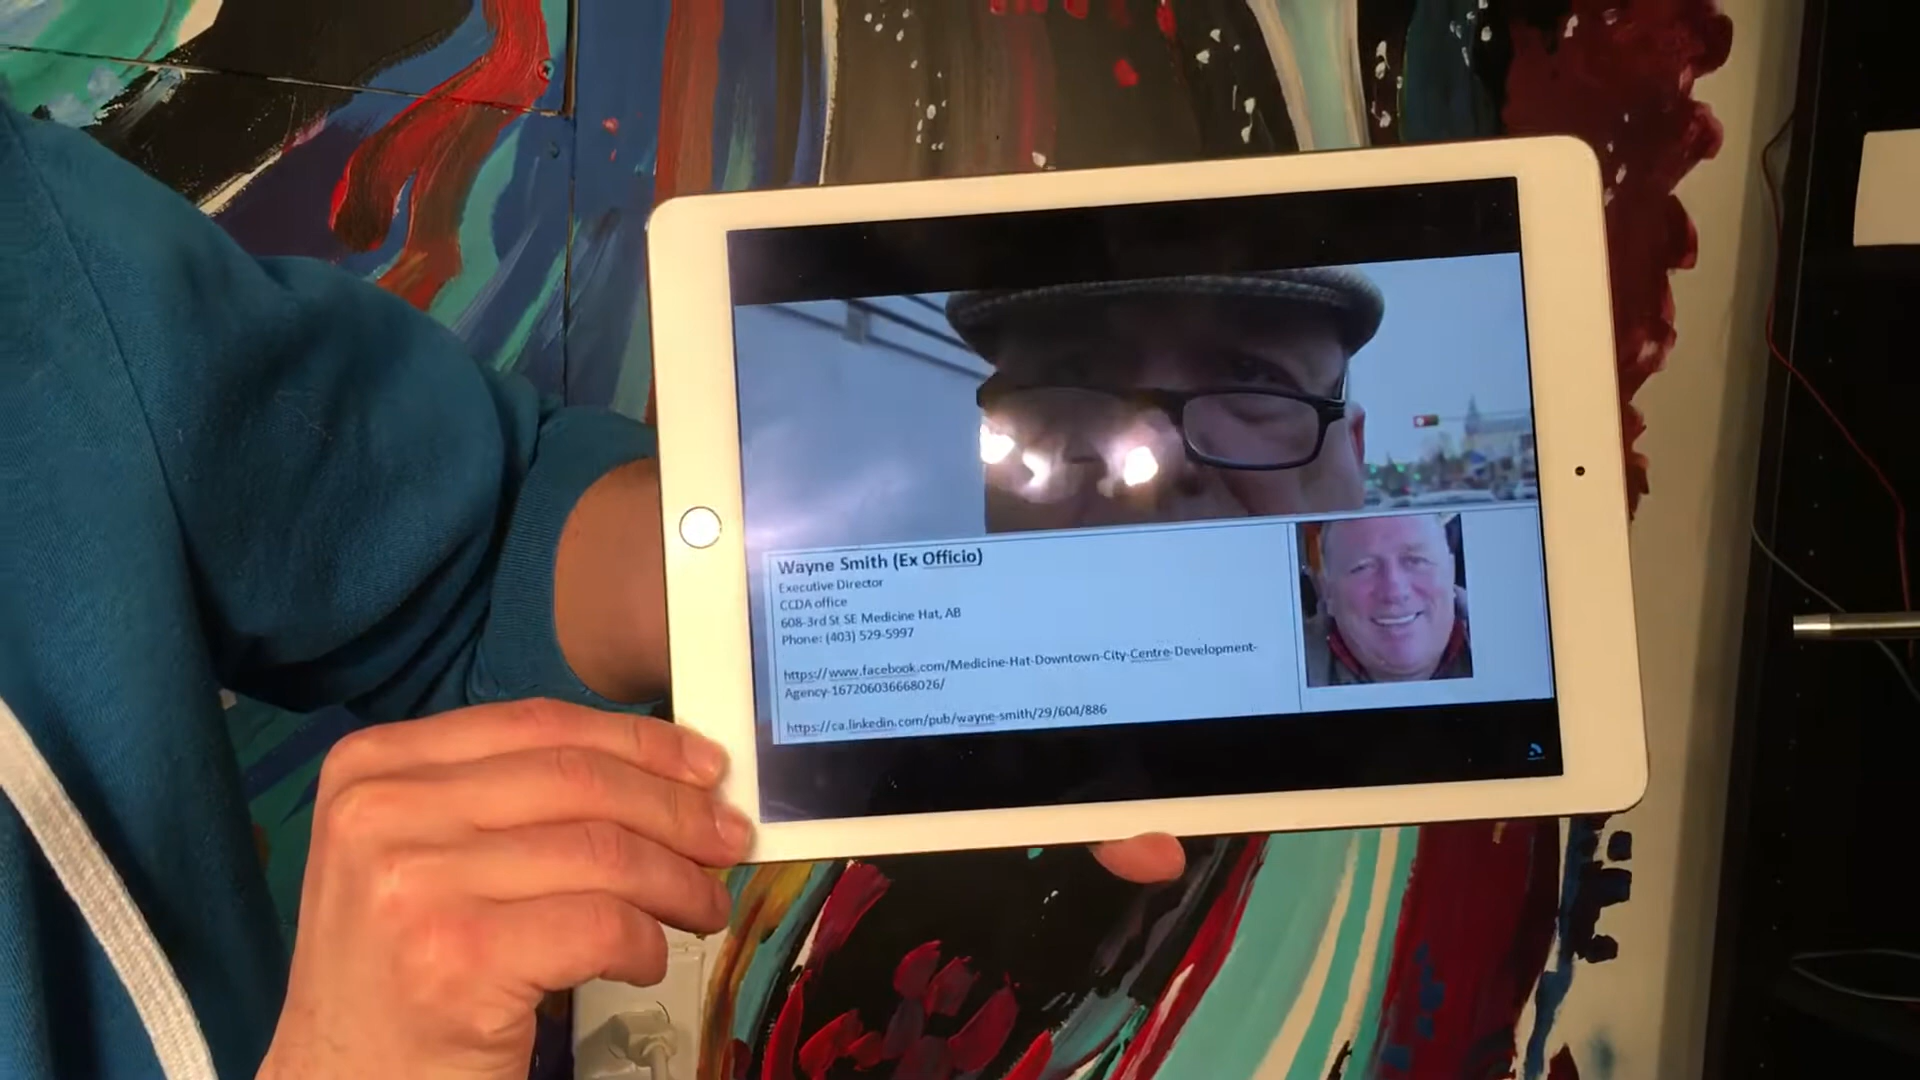 Wayne Smith (Ex Officio)
Executive Director
CCDA office
608-3rd St SE Medicine Hat, AB
Phone: (403) 529-5997
https://www.facebook.com/Medicine-Hat-Downtown-City-Centre-Development-
Agency-167206036668026/
https://ca.linkedin.com/pub/wayne-smith/29/604/886